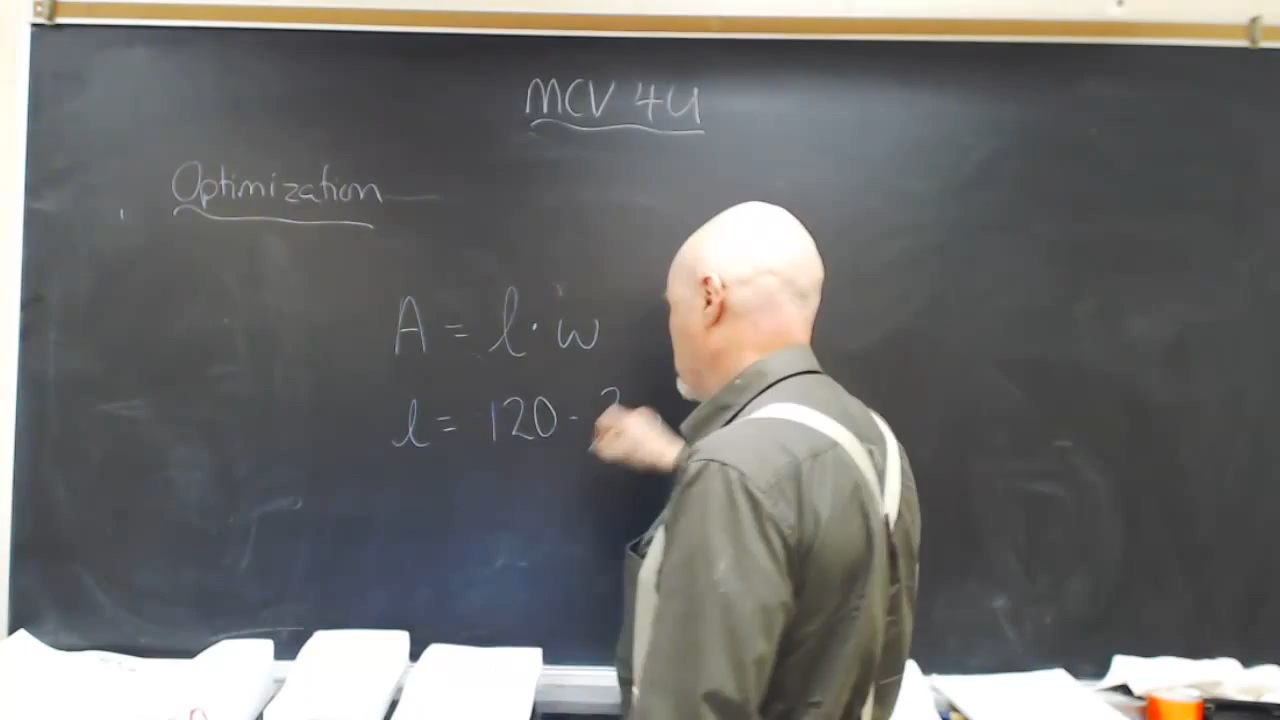 MCV 4U
Optimization
A = l · w
l = 120 - 2